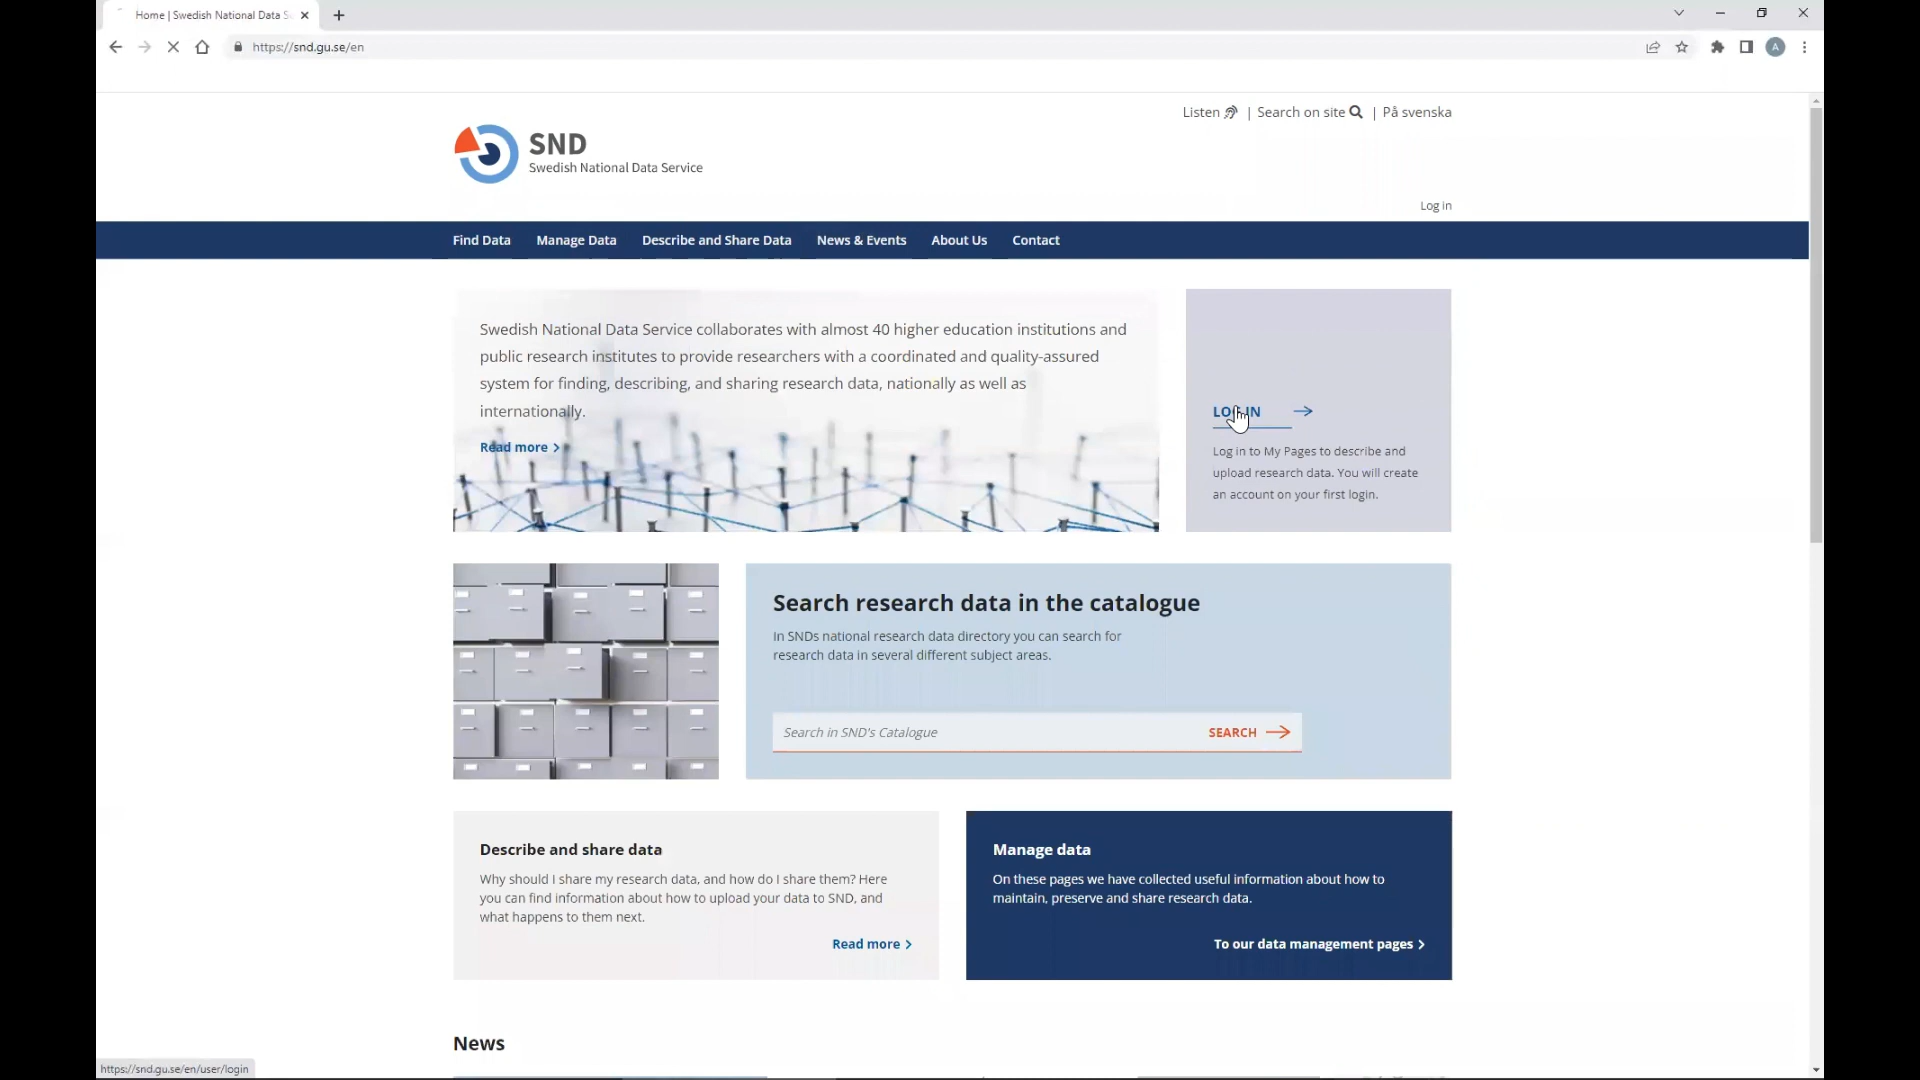 Home | Swedish National Data S
https://snd.gu.se/en
A
Listen | Search on site | På svenska
SND
Swedish National Data Service
Log in
Find Data Manage Data Describe and Share Data News & Events About Us Contact
Swedish National Data Service collaborates with almost 40 higher education institutions and
public research institutes to provide researchers with a coordinated and quality-assured
system for finding, describing, and sharing research data, nationally as well as
internationally.
Read more
LOG IN
Log in to My Pages to describe and
upload research data. You will create
an account on your first login.
Search research data in the catalogue
In SNDs national research data directory you can search for
research data in several different subject areas.
Search in SND's Catalogue SEARCH
Describe and share data
Why should I share my research data, and how do I share them? Here
you can find information about how to upload your data to SND, and
what happens to them next.
Read more
Manage data
On these pages we have collected useful information about how to
maintain, preserve and share research data.
To our data management pages
News
https://snd.gu.se/en/user/login